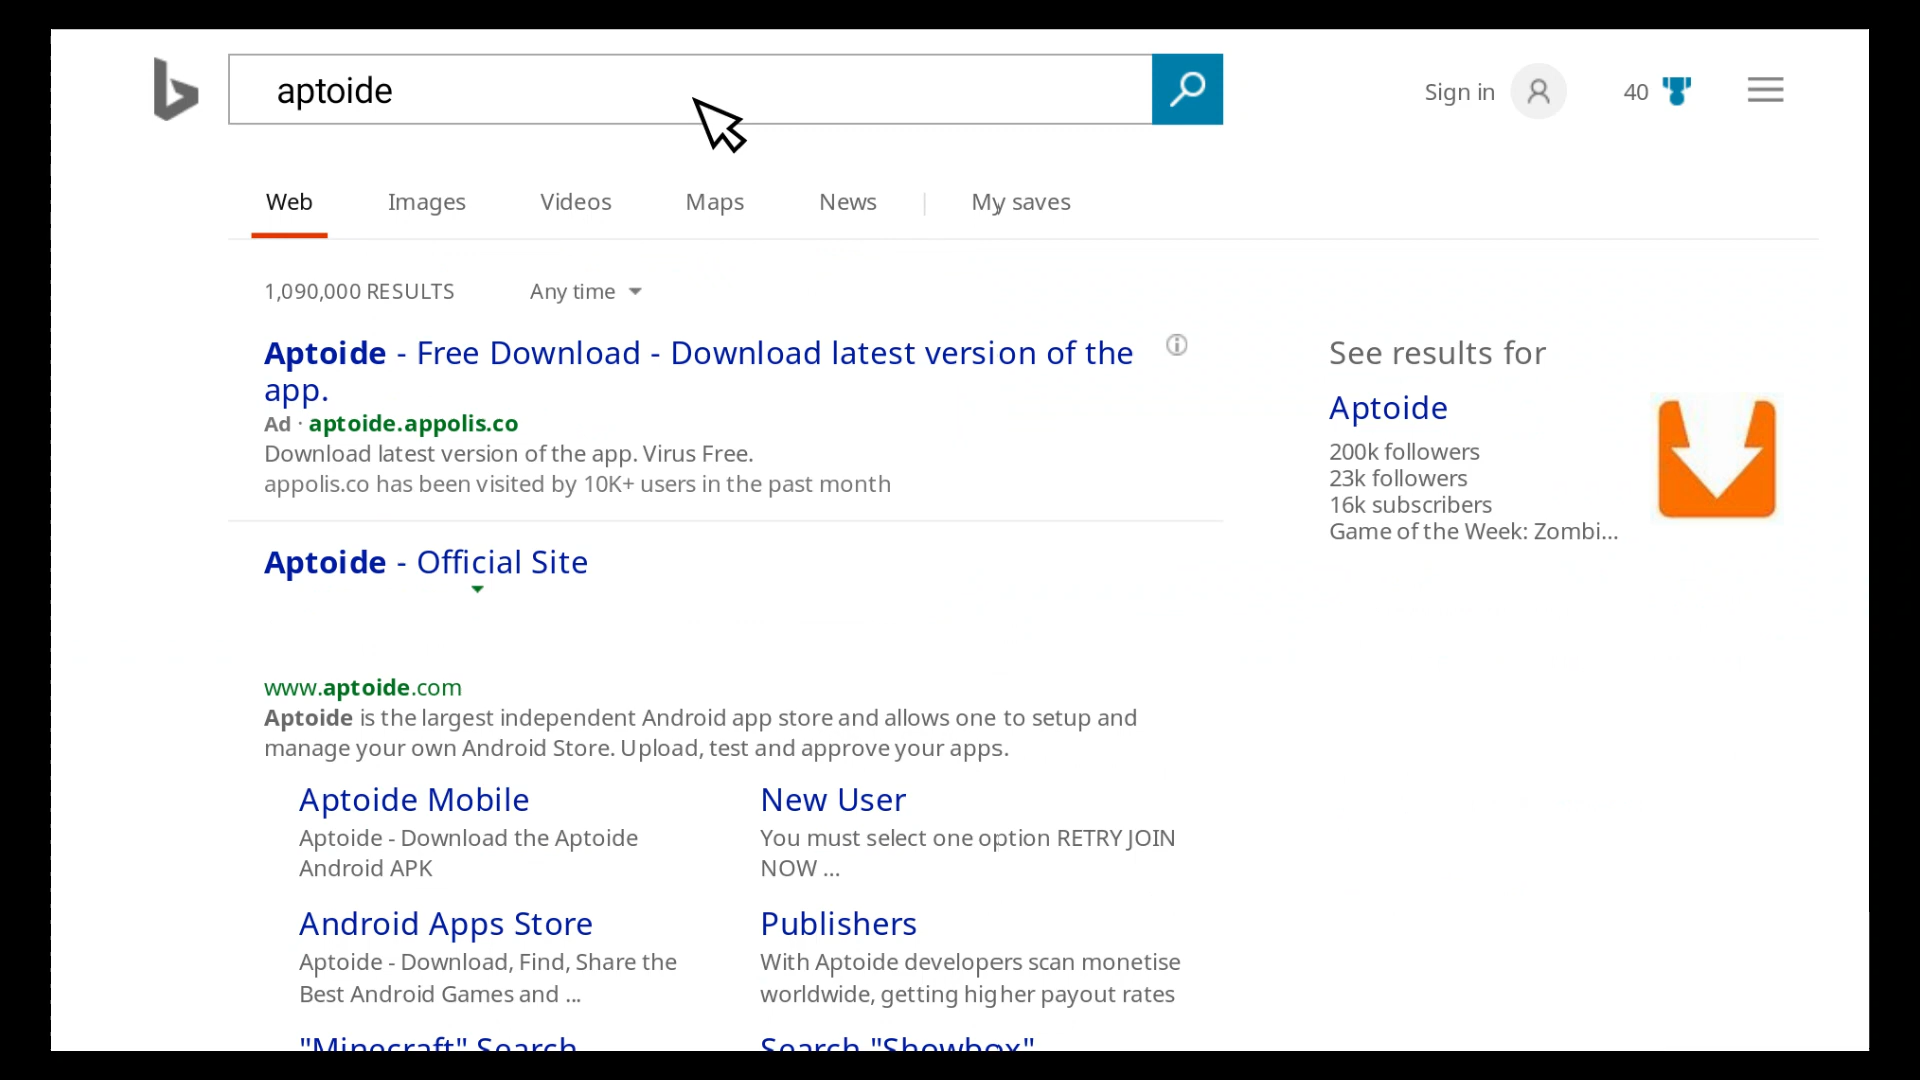 aptoide
Sign in
40
Web
Images
Videos
Maps
News
My saves
1,090,000 RESULTS
Any time
Aptoide - Free Download - Download latest version of the
app.
Ad · aptoide.appolis.co
Download latest version of the app. Virus Free.
appolis.co has been visited by 10K+ users in the past month
Aptoide - Official Site
www.aptoide.com
Aptoide is the largest independent Android app store and allows one to setup and
manage your own Android Store. Upload, test and approve your apps.
Aptoide Mobile
Aptoide - Download the Aptoide
Android APK
New User
You must select one option RETRY JOIN
NOW ...
Android Apps Store
Aptoide - Download, Find, Share the
Best Android Games and ...
Publishers
With Aptoide developers scan monetise
worldwide, getting higher payout rates
"Minecraft" Search
Search "Showbox"
See results for
Aptoide
200k followers
23k followers
16k subscribers
Game of the Week: Zombi...